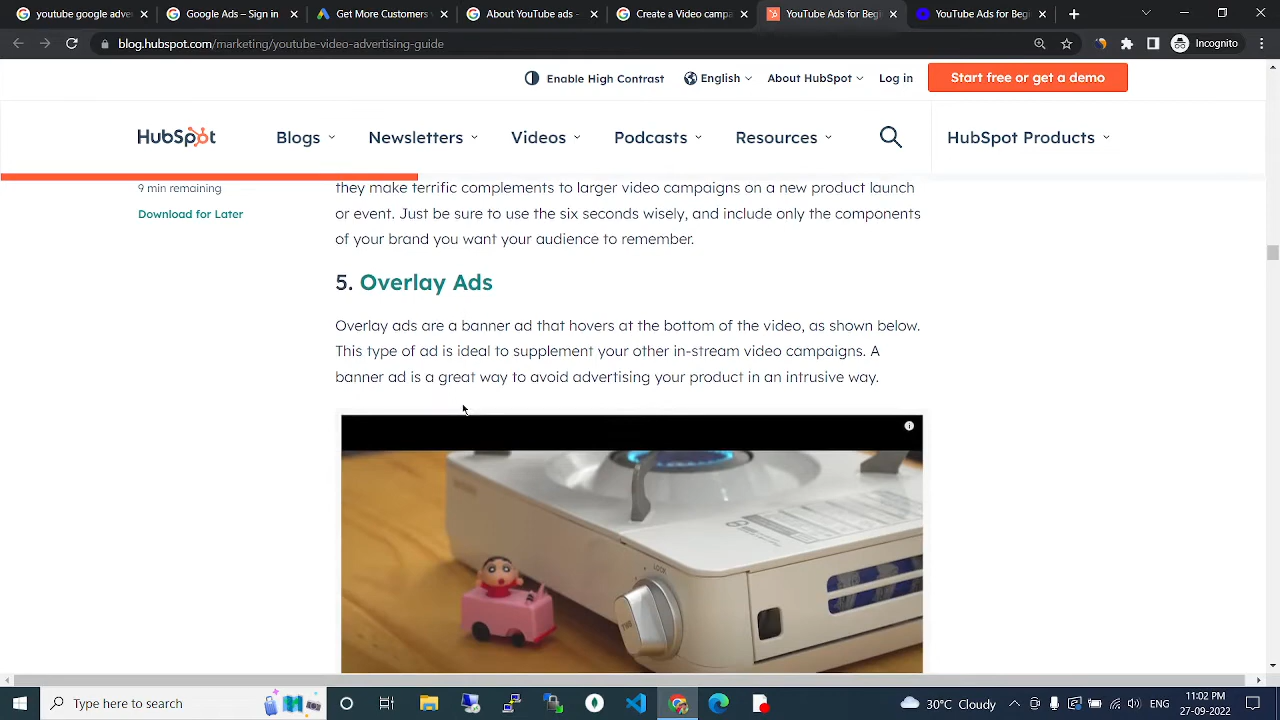 youtube google adver
Google – Sign in
Get More Customers
About YouTube ads -
Create a Video campa
YouTube Ads for Beg
YouTube Ads for Begi
blog.hubspot.com/marketing/youtube-video-advertising-guide
Incognito
Enable High Contrast
English
About HubSpot
Log in
Start free or get a demo
HubSpot
Blogs
Newsletters
Videos
Podcasts
Resources
HubSpot Products
9 min remaining
Download for Later
they make terrific complements to larger video campaigns on a new product launch
or event. Just be sure to use the six seconds wisely, and include only the components
of your brand you want your audience to remember.
5. Overlay Ads
Overlay ads are a banner ad that hovers at the bottom of the video, as shown below.
This type of ad is ideal to supplement your other in-stream video campaigns. A
banner ad is a great way to avoid advertising your product in an intrusive way.
LOCK
Type here to search
30°C Cloudy
ENG
11:02 PM
27-09-2022